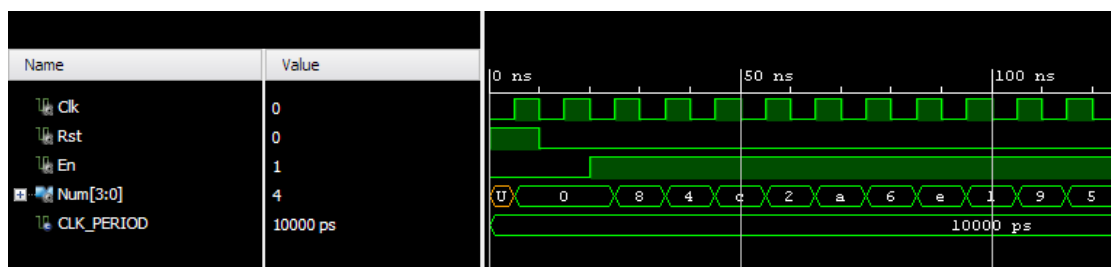 Name Value
0 ns 50 ns 100 ns
Clk 0
Rst 0
En 1
Num[3:0] 4 U 0 8 4 c 2 a 6 e 1 9 5
CLK_PERIOD 10000 ps 10000 ps